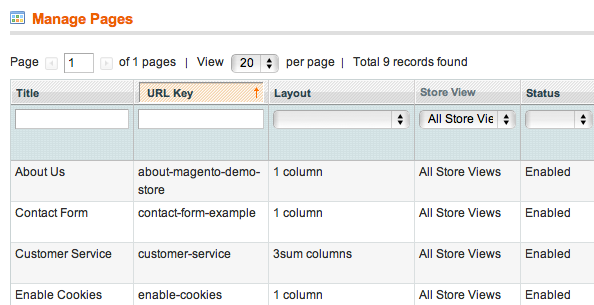 Manage Pages
Page 1 of 1 pages | View 20 per page | Total 9 records found
Title URL Key Layout Store View Status
All Store Vie
About Us about-magento-demo-store 1 column All Store Views Enabled
Contact Form contact-form-example 1 column All Store Views Enabled
Customer Service customer-service 3sum columns All Store Views Enabled
Enable Cookies enable-cookies 1 column All Store Views Enabled